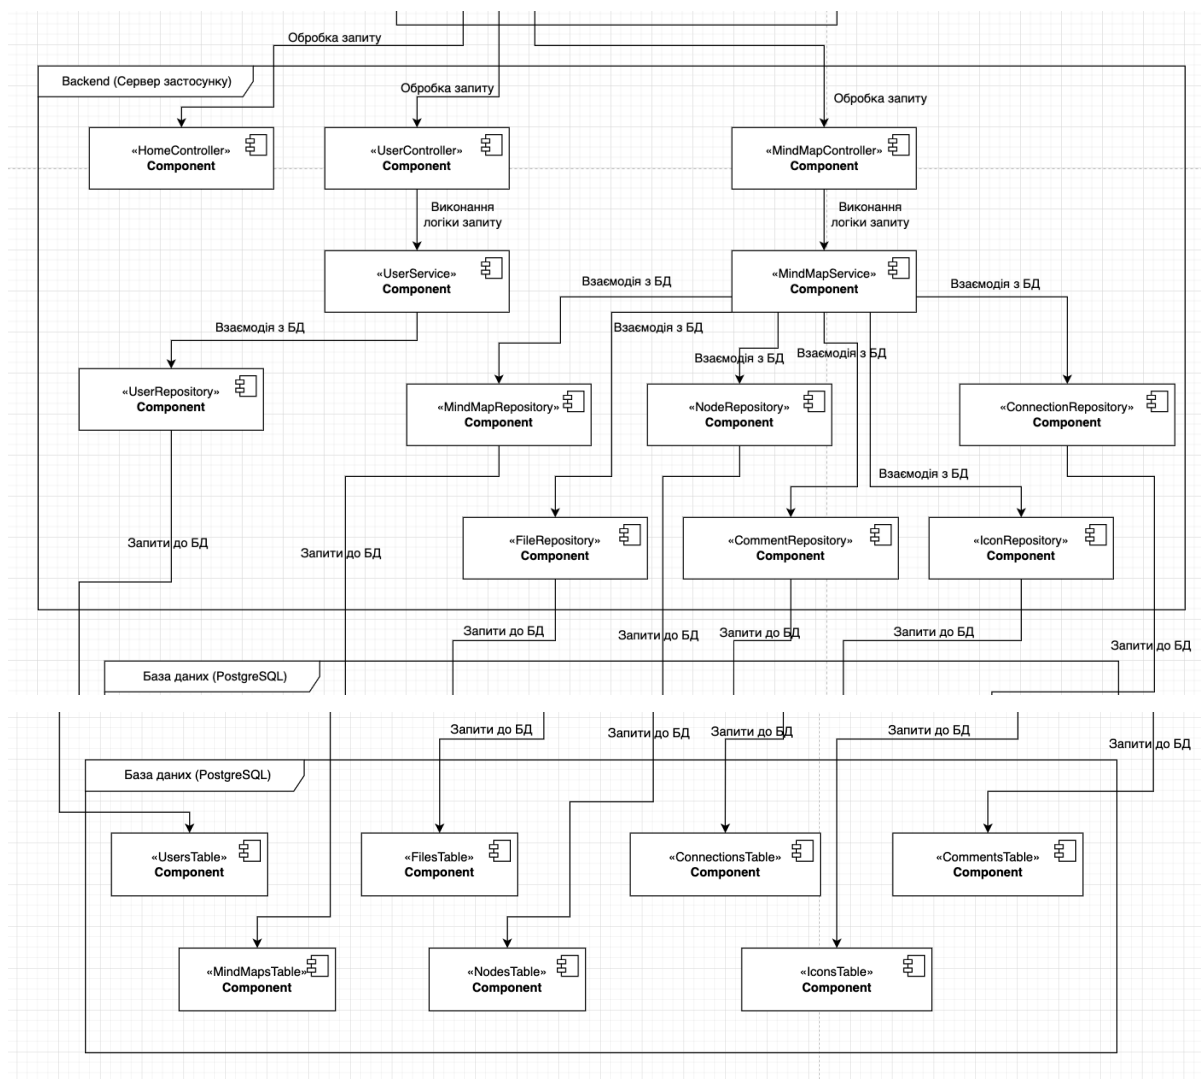 Обробка запиту
Backend (Сервер застосунку)
Обробка запиту
Обробка запиту
«HomeController»
Component
«UserController»
Component
«MindMapController»
Component
Виконання
логіки запиту
Виконання
логіки запиту
«UserService»
Component
«MindMapService»
Component
Взаємодія з БД
Взаємодія з БД
Взаємодія з БД
Взаємодія з БД
Взаємодія з БД
Взаємодія з БД
«UserRepository»
Component
«MindMapRepository»
Component
«NodeRepository»
Component
«ConnectionRepository»
Component
Взаємодія з БД
Запити до БД
Запити до БД
«FileRepository»
Component
«CommentRepository»
Component
«IconRepository»
Component
Запити до БД
Запити до БД
Запити до БД
Запити до БД
Запити до БД
База даних (PostgreSQL)
Запити до БД
Запити до БД
Запити до БД
Запити до БД
Запити до БД
База даних (PostgreSQL)
«UsersTable»
Component
«FilesTable»
Component
«ConnectionsTable»
Component
«CommentsTable»
Component
«MindMapsTable»
Component
«NodesTable»
Component
«IconsTable»
Component